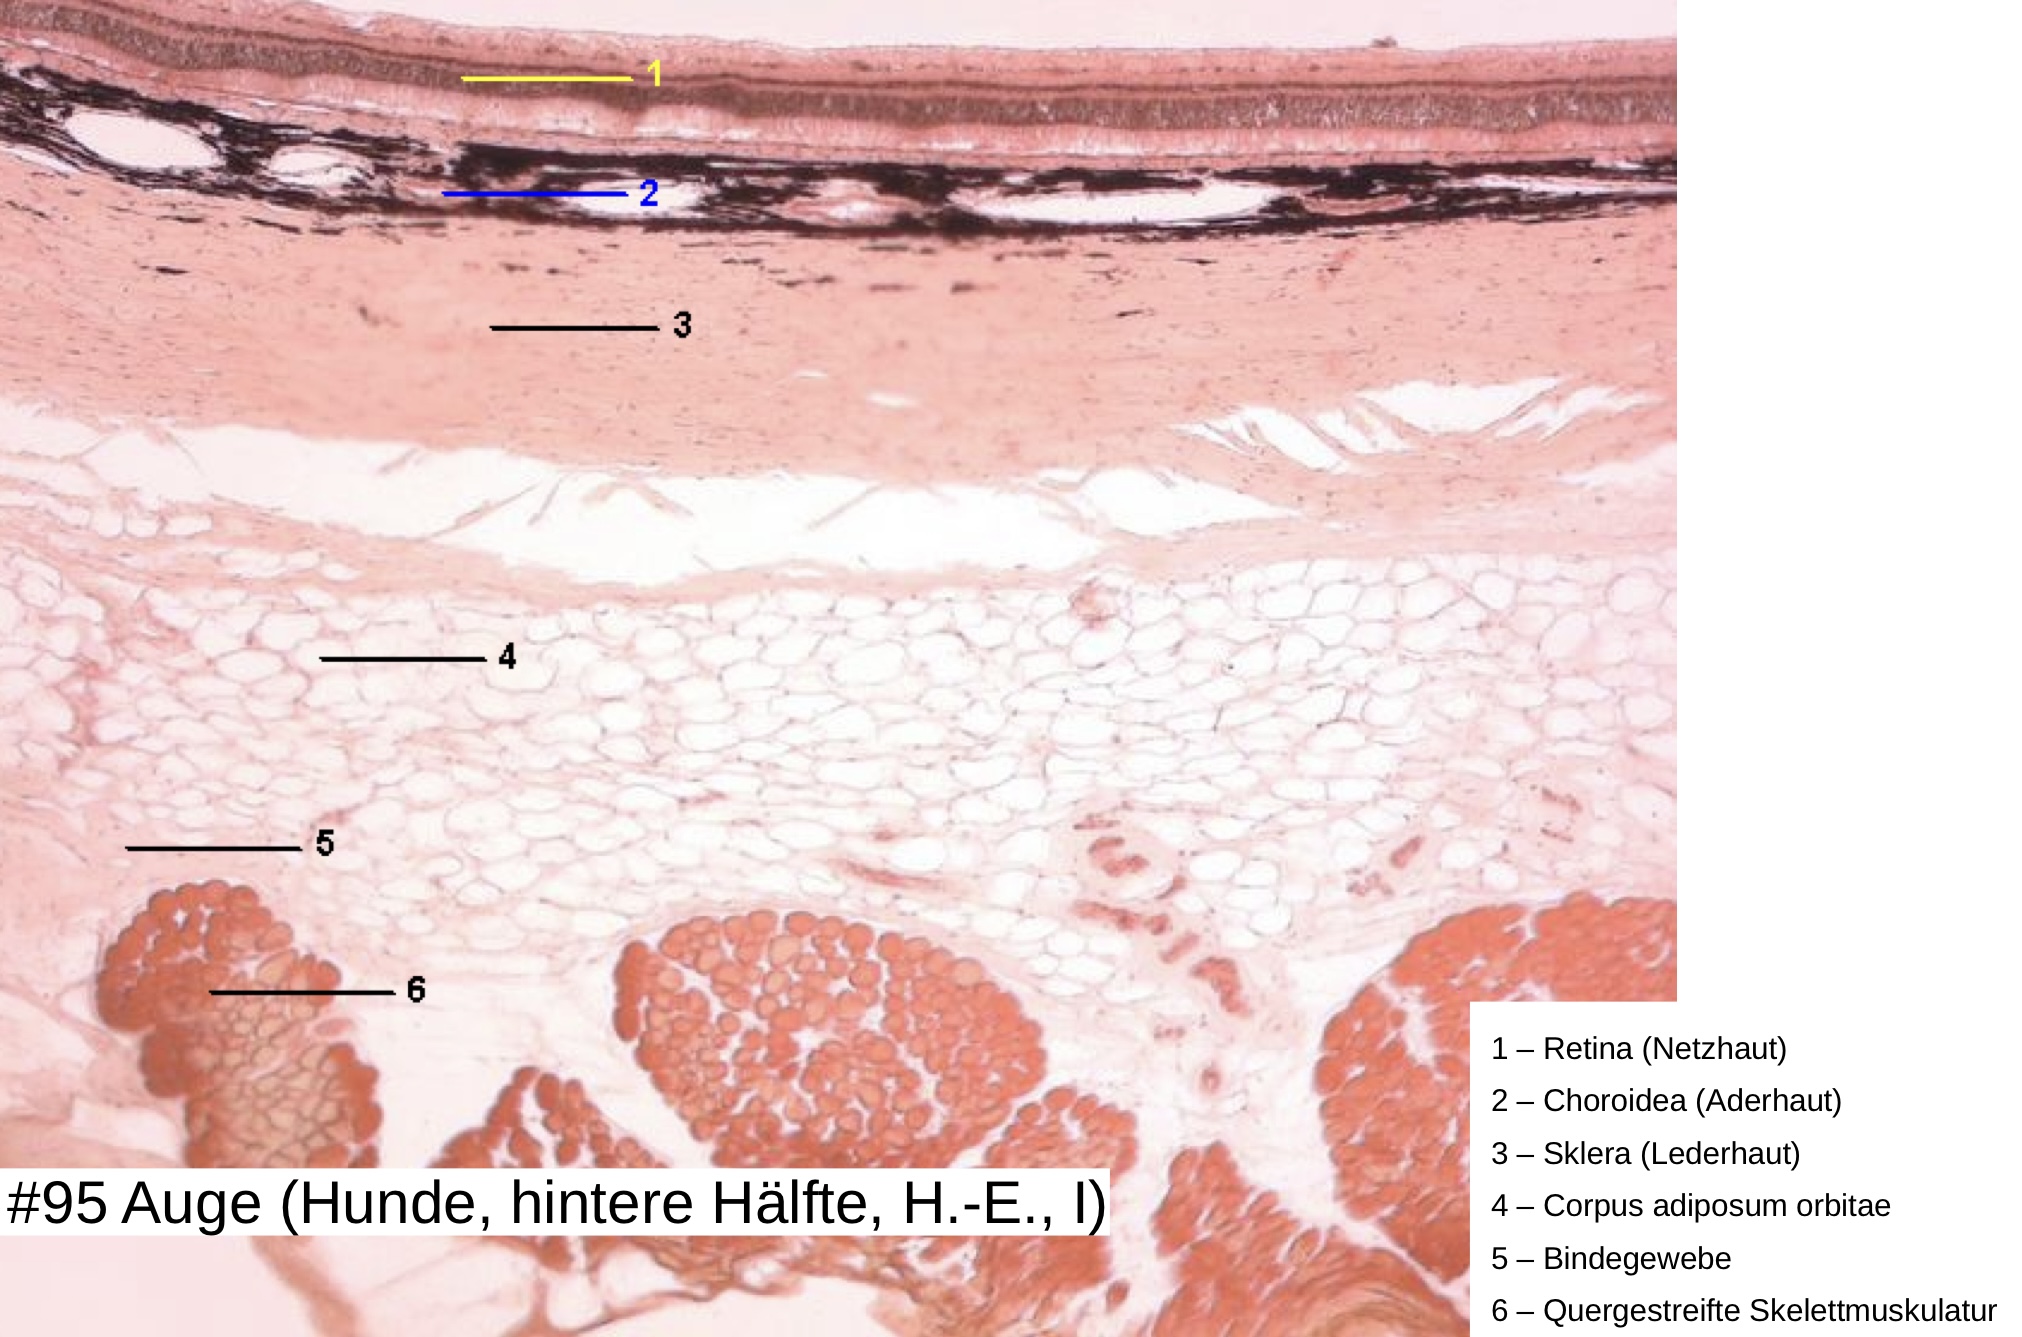 1
2
3
4
5
6
#95 Auge (Hunde, hintere Hälfte, H.-E., I)
1 – Retina (Netzhaut)
2 – Choroidea (Aderhaut)
3 – Sklera (Lederhaut)
4 – Corpus adiposum orbitae
5 – Bindegewebe
6 – Quergestreifte Skelettmuskulatur